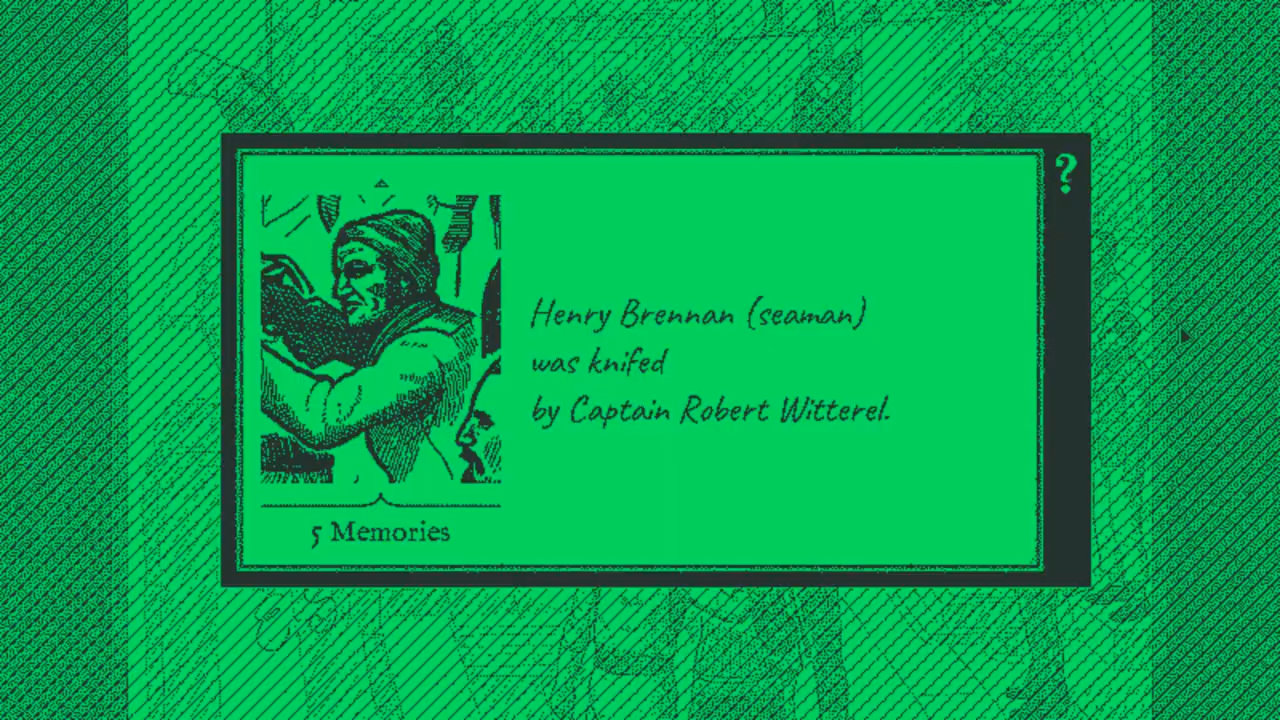 ?
Henry Brennan (seaman)
was knifed
by Captain Robert Witterel.
5 Memories